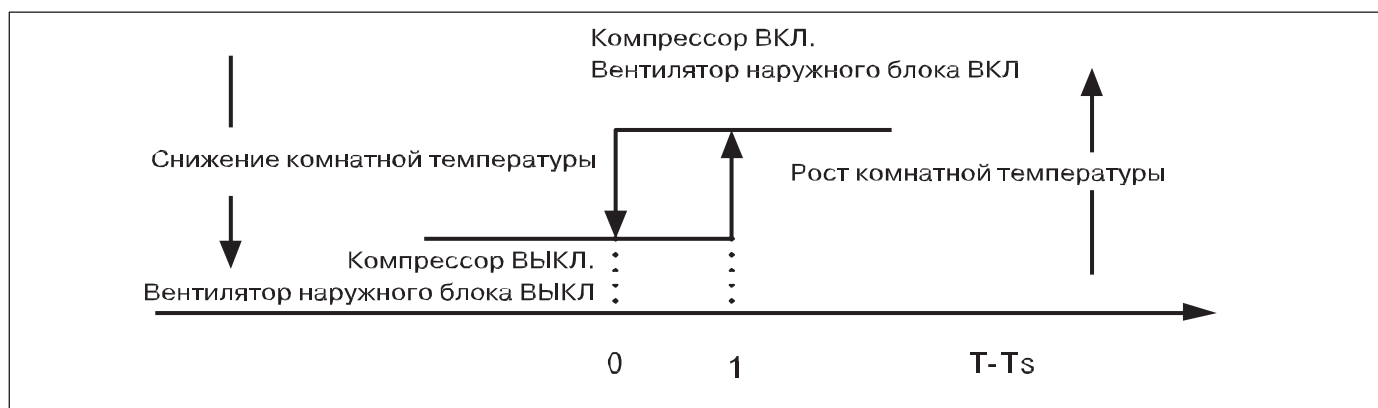 Компрессор ВКЛ.
Вентилятор наружного блока ВКЛ
Снижение комнатной температуры
Рост комнатной температуры
Компрессор ВЫКЛ.
Вентилятор наружного блока ВЫКЛ
0
1
T-Ts